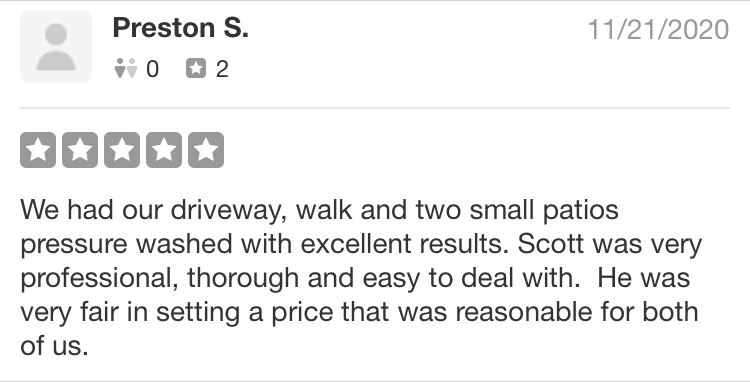 Preston S.
11/21/2020
0 2
We had our driveway, walk and two small patios
pressure washed with excellent results. Scott was very
professional, thorough and easy to deal with.  He was
very fair in setting a price that was reasonable for both
of us.